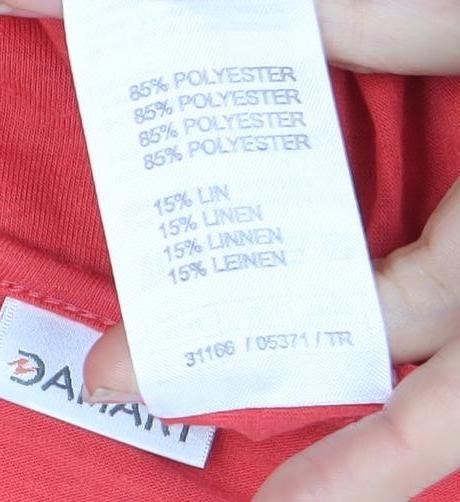 85% POLYESTER
85% POLYESTER
85% POLYESTER
85% POLYESTER
15% LIN
15% LINEN
15% LINNEN
15% LEINEN
31166 / 05371 / TR
DAMART